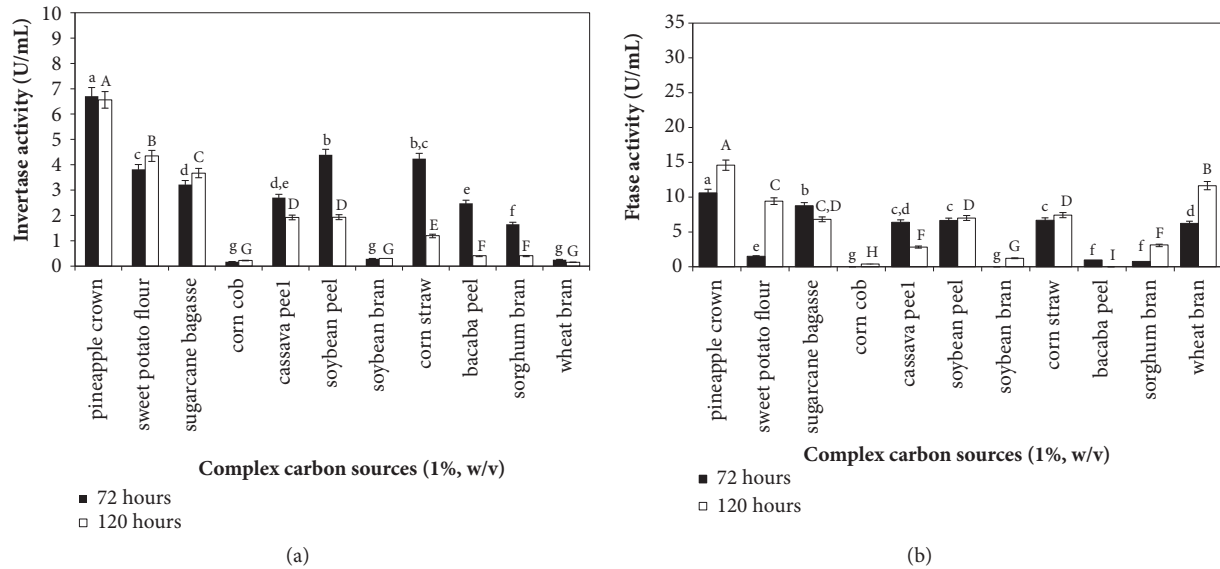 Invertase activity (U/mL)
10
9
8
7
6
5
4
3
2
1
0
a A
c B
d C
g G
d,e D
b D
g G
b,c E
e F
f F
g G
pineapple crown
sweet potato flour
sugarcane bagasse
corn cob
cassava pee1
soybean peel
soybean bran
corn straw
bacaba peel
sorghum bran
wheat bran
Complex carbon sources (1%, w/v)
72 hours
120 hours
(a)
Ftase activity (U/mL)
35
30
25
20
15
10
5
0
a A
e C
b C,D
g H
c,d F
c D
g G
c D
f I
f F
d B
pineapple crown
sweet potato flour
sugarcane bagasse
corn cob
cassava pee1
soybean peel
soybean bran
corn straw
bacaba peel
sorghum bran
wheat bran
Complex carbon sources (1%, w/v)
72 hours
120 hours
(b)